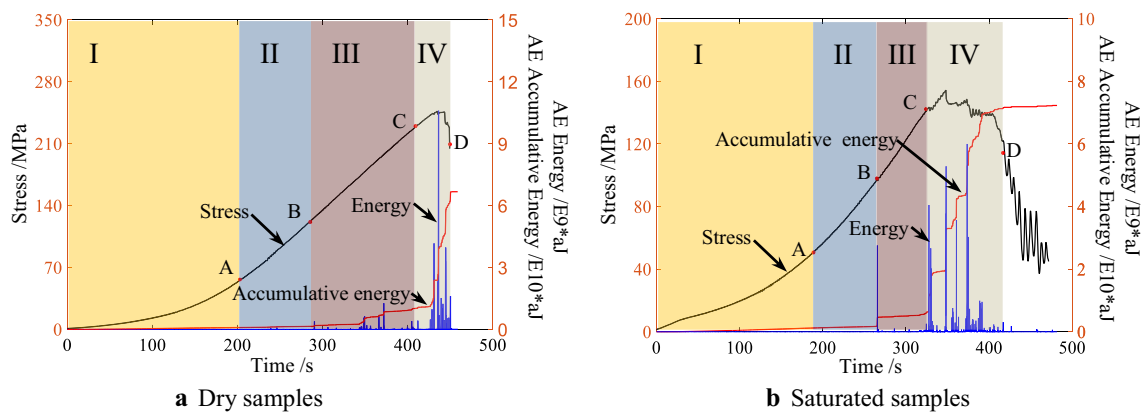 350
280
210
140
70
0
Stress /MPa
I
II
III
IV
A
B
C
D
Stress
Energy
Accumulative energy
15
12
9
6
3
0
AE Energy /E9*aJ
AE Accumulative Energy /E10*aJ
0 100 200 300 400 500
Time /s
a Dry samples
200
160
120
80
40
0
Stress /MPa
I
II
III
IV
A
B
C
D
Accumulative energy
Energy
Stress
10
8
6
4
2
0
AE Energy /E9*aJ
AE Accumulative Energy /E10*aJ
0 100 200 300 400 500
Time /s
b Saturated samples